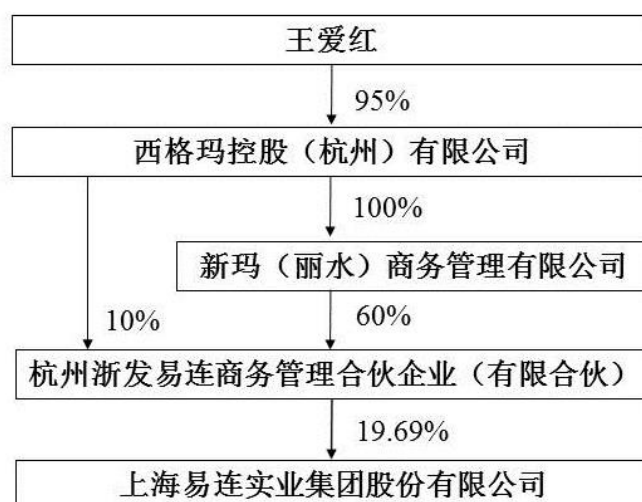 王爱红
95%
西格玛控股（杭州）有限公司
100%
新玛（丽水）商务管理有限公司
10%
60%
杭州浙发易连商务管理合伙企业（有限合伙）
19.69%
上海易连实业集团股份有限公司